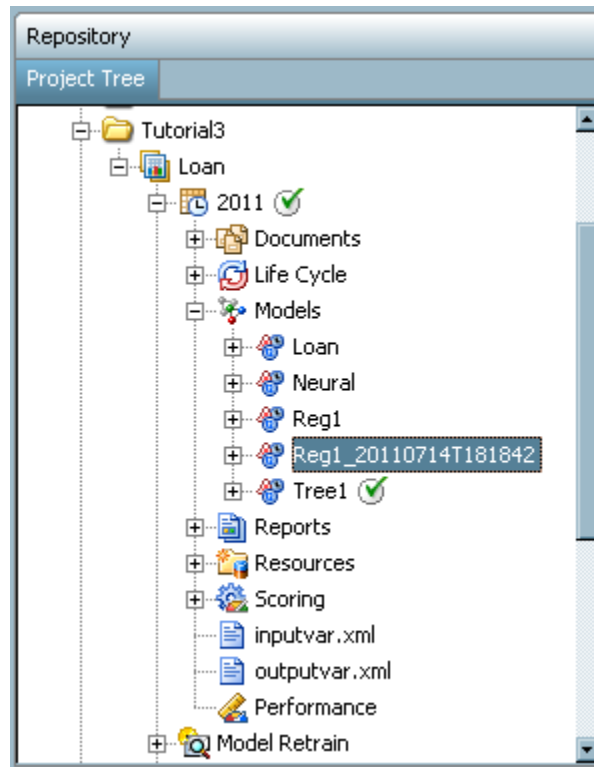 Repository
Project Tree
Tutorial3
Loan
2011
Documents
Life Cycle
Models
Loan
Neural
Reg1
Reg1_20110714T181842
Tree1
Reports
Resources
Scoring
inputvar.xml
outputvar.xml
Performance
Model Retrain